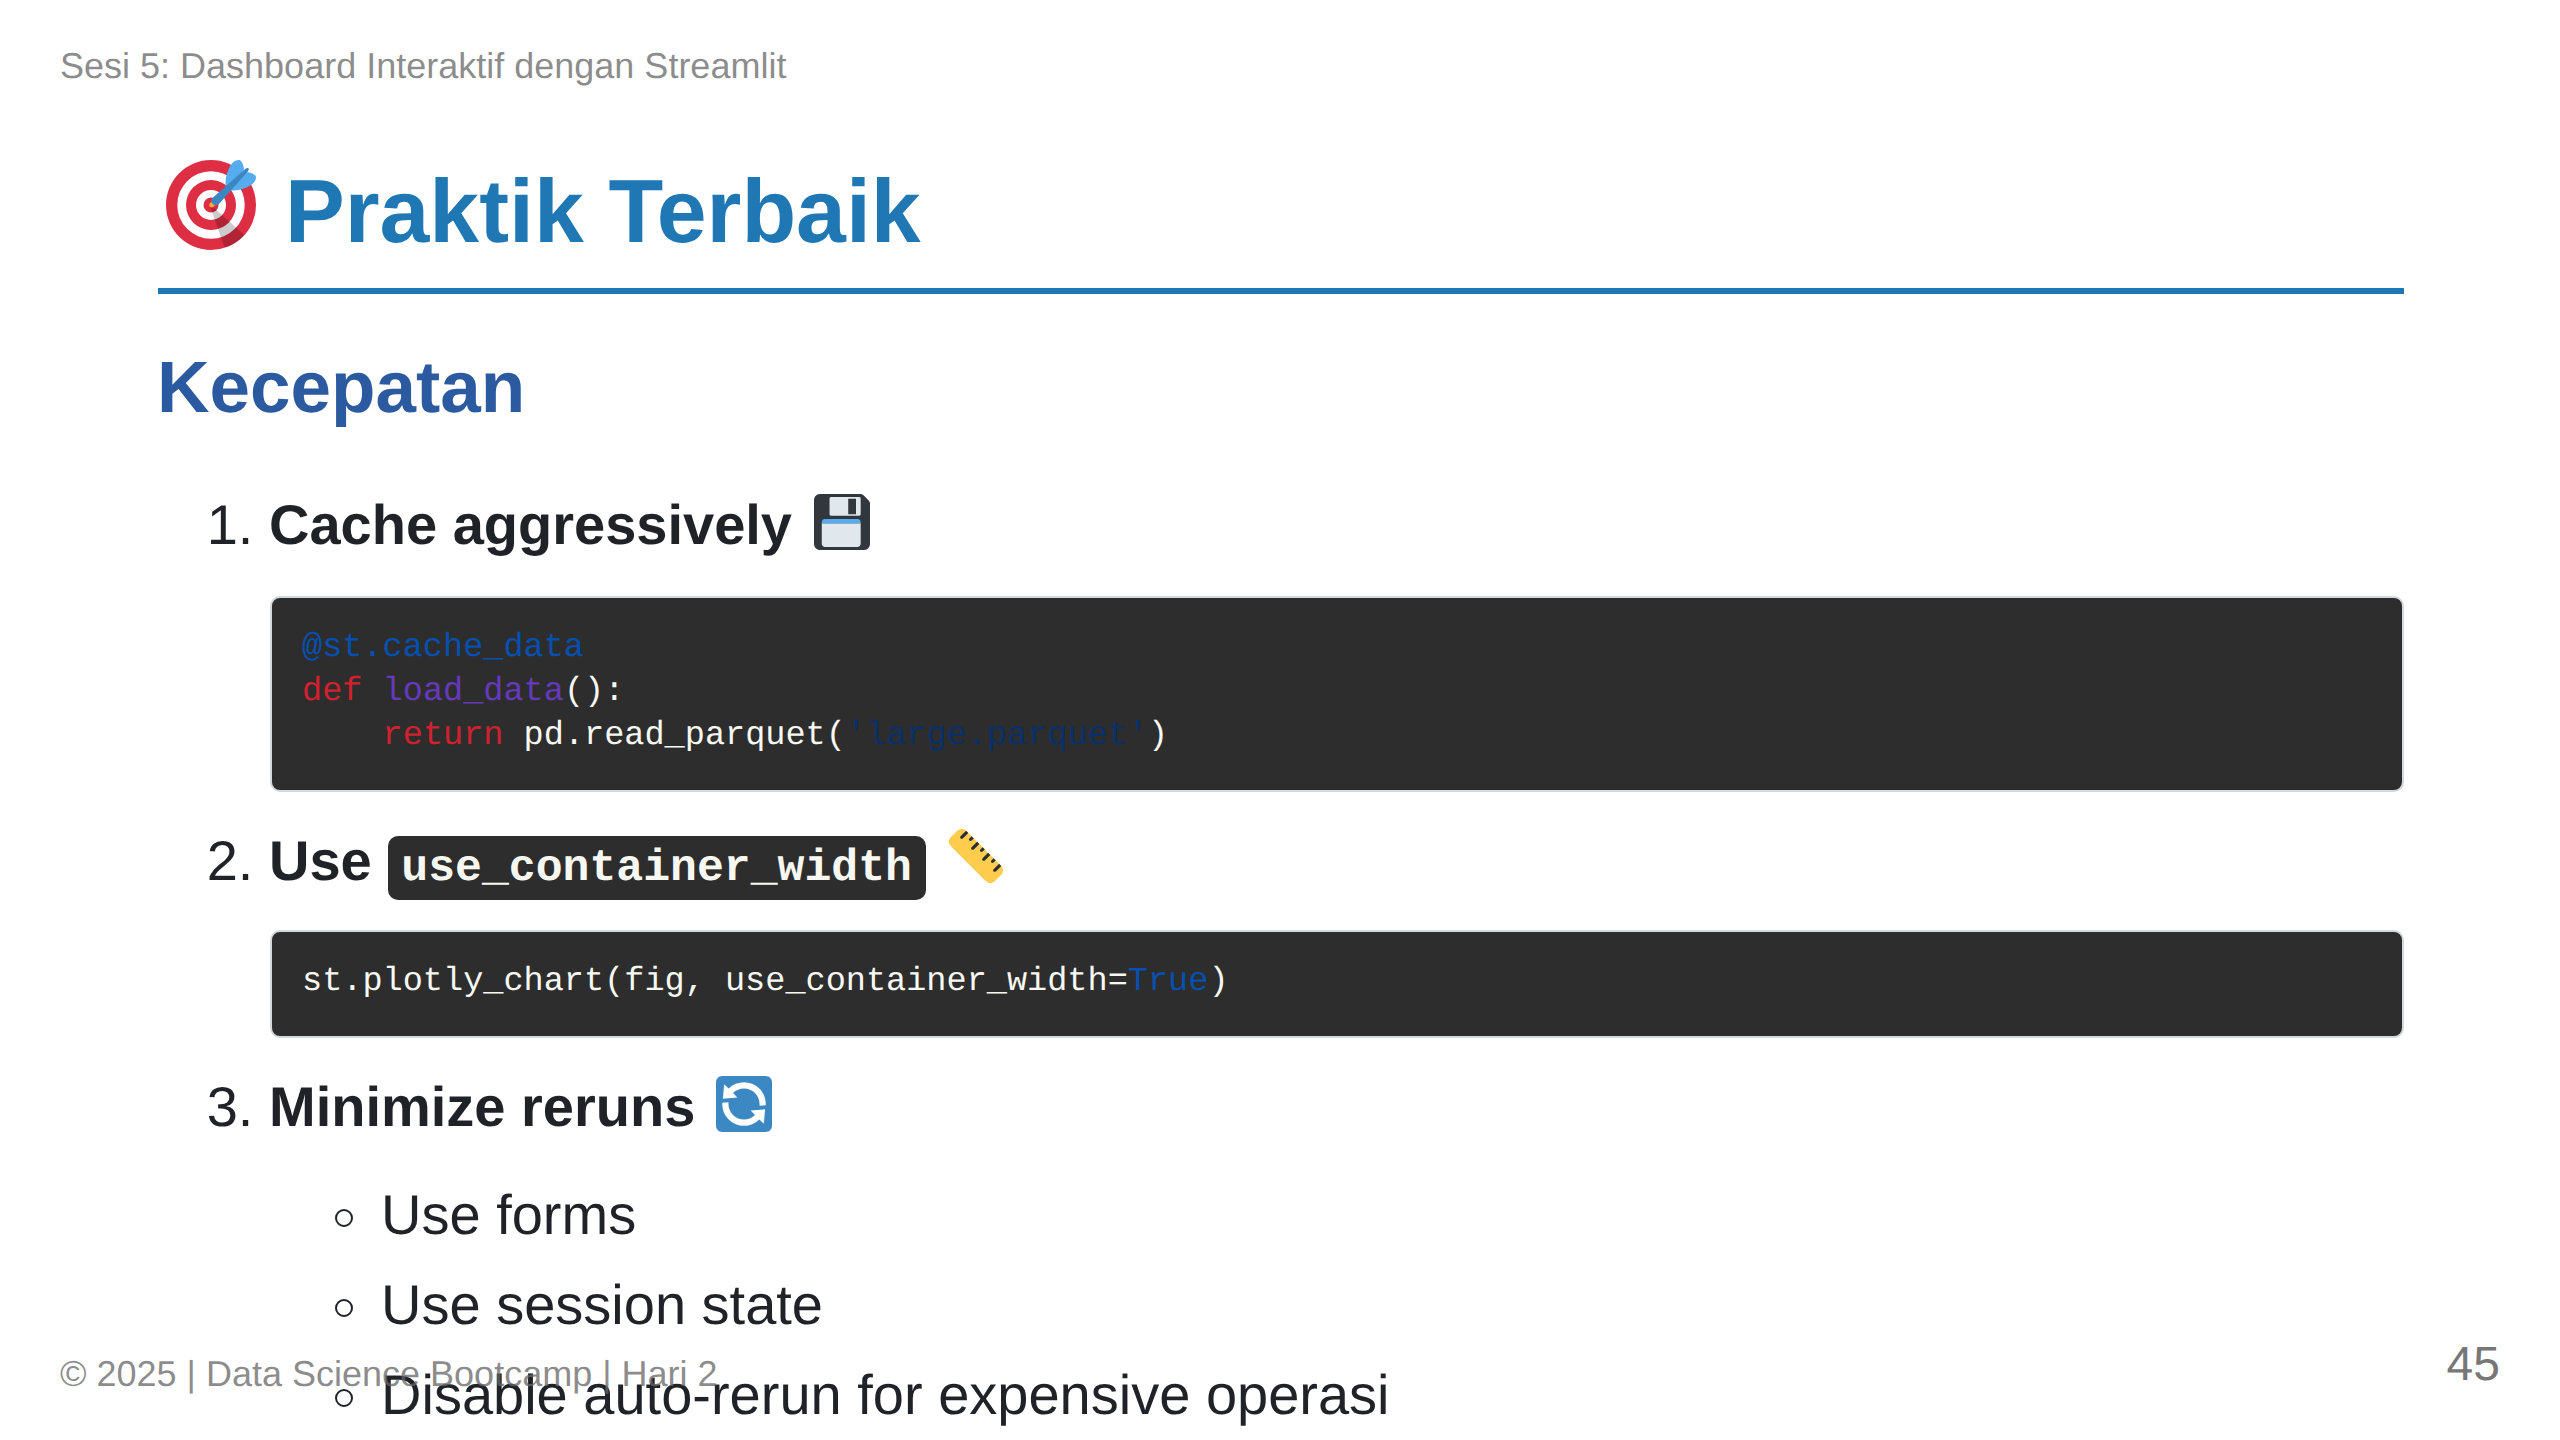 Sesi 5: Dashboard Interaktif dengan Streamlit
🎯 Praktik Terbaik
Kecepatan
1. Cache aggressively 💾
@st.cache_data
def load_data():
    return pd.read_parquet('large.parquet')
2. Use use_container_width 📏
st.plotly_chart(fig, use_container_width=True)
3. Minimize reruns 🔄
◦ Use forms
◦ Use session state
◦ Disable auto-rerun for expensive operasi
© 2025 | Data Science Bootcamp | Hari 2
45